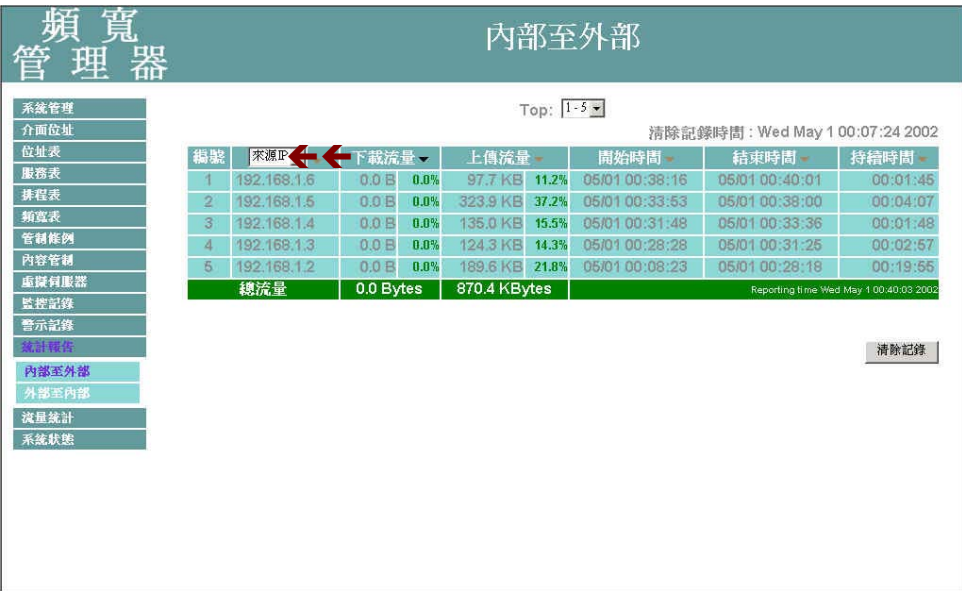 頻寬
管理器
內部至外部
系統管理
介面位址
位址表
服務表
排程表
頻寬表
管制條例
內容管制
虛擬伺服器
監控記錄
警示記錄
統計報告
內部至外部
外部至內部
流量統計
系統狀態
Top: 1-5
清除記錄時間 : Wed May 1 00:07:24 2002
編號 來源IP 下載流量 上傳流量 開始時間 結束時間 持續時間
1 192.168.1.6 0.0 B 0.0% 97.7 KB 11.2% 05/01 00:38:16 05/01 00:40:01 00:01:45
2 192.168.1.5 0.0 B 0.0% 323.9 KB 37.2% 05/01 00:33:53 05/01 00:38:00 00:04:07
3 192.168.1.4 0.0 B 0.0% 135.0 KB 15.5% 05/01 00:31:48 05/01 00:33:36 00:01:48
4 192.168.1.3 0.0 B 0.0% 124.3 KB 14.3% 05/01 00:28:28 05/01 00:31:25 00:02:57
5 192.168.1.2 0.0 B 0.0% 189.6 KB 21.8% 05/01 00:08:23 05/01 00:28:18 00:19:55
總流量 0.0 Bytes 870.4 KBytes Reporting time Wed May 1 00:40:03 2002
清除記錄